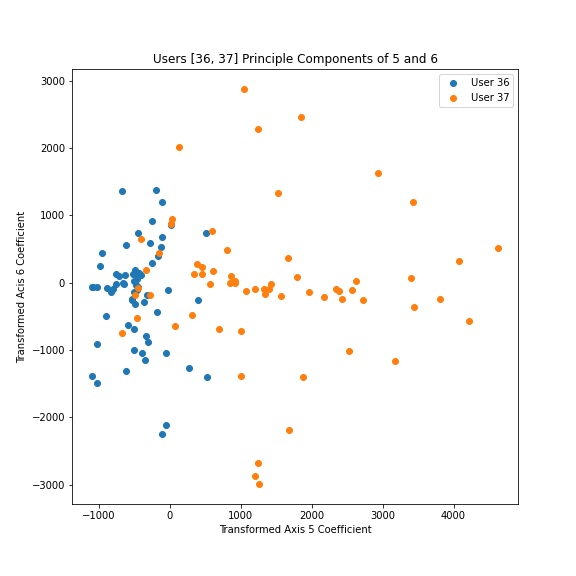 Users [36, 37] Principle Components of 5 and 6
User 36
User 37
Transformed Acis 6 Coefficient
3000
2000
1000
0
−1000
−2000
−3000
−1000
0
1000
2000
3000
4000
Transformed Axis 5 Coefficient